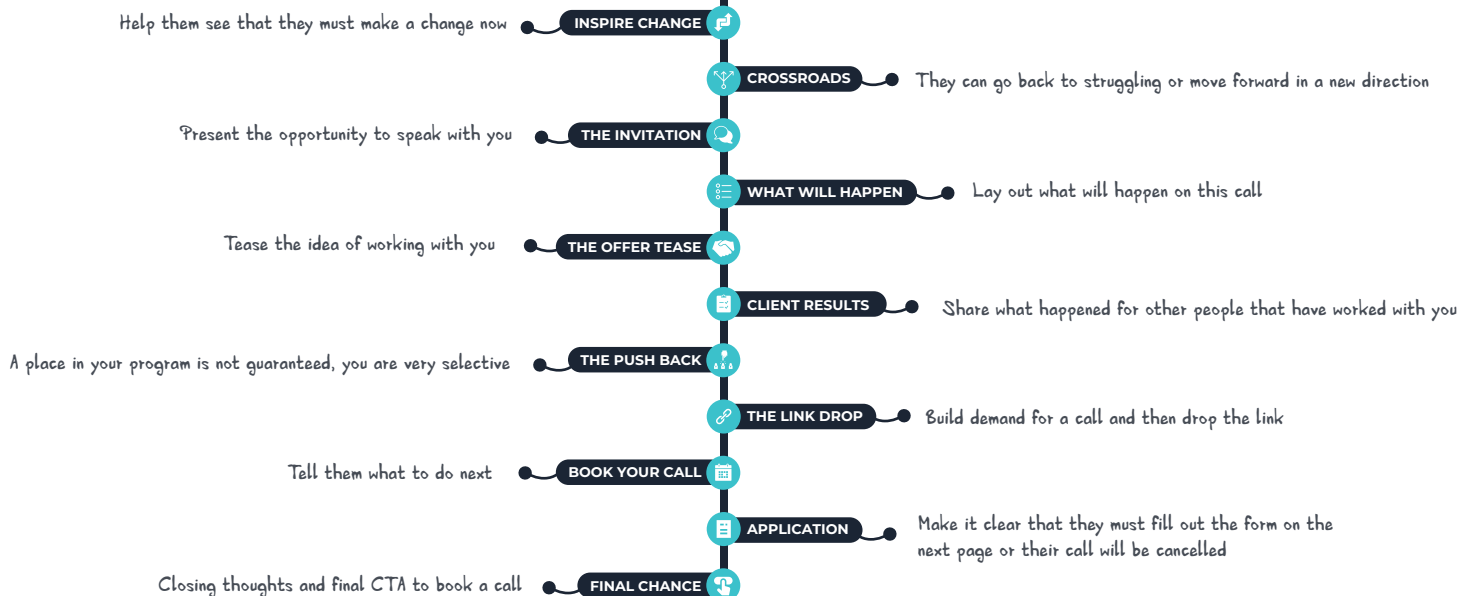 Help them see that they must make a change now
INSPIRE CHANGE
CROSSROADS
They can go back to struggling or move forward in a new direction
Present the opportunity to speak with you
THE INVITATION
WHAT WILL HAPPEN
Lay out what will happen on this call
Tease the idea of working with you
THE OFFER TEASE
CLIENT RESULTS
Share what happened for other people that have worked with you
A place in your program is not guaranteed, you are very selective
THE PUSH BACK
THE LINK DROP
Build demand for a call and then drop the link
Tell them what to do next
BOOK YOUR CALL
APPLICATION
Make it clear that they must fill out the form on the
next page or their call will be cancelled
Closing thoughts and final CTA to book a call
FINAL CHANCE